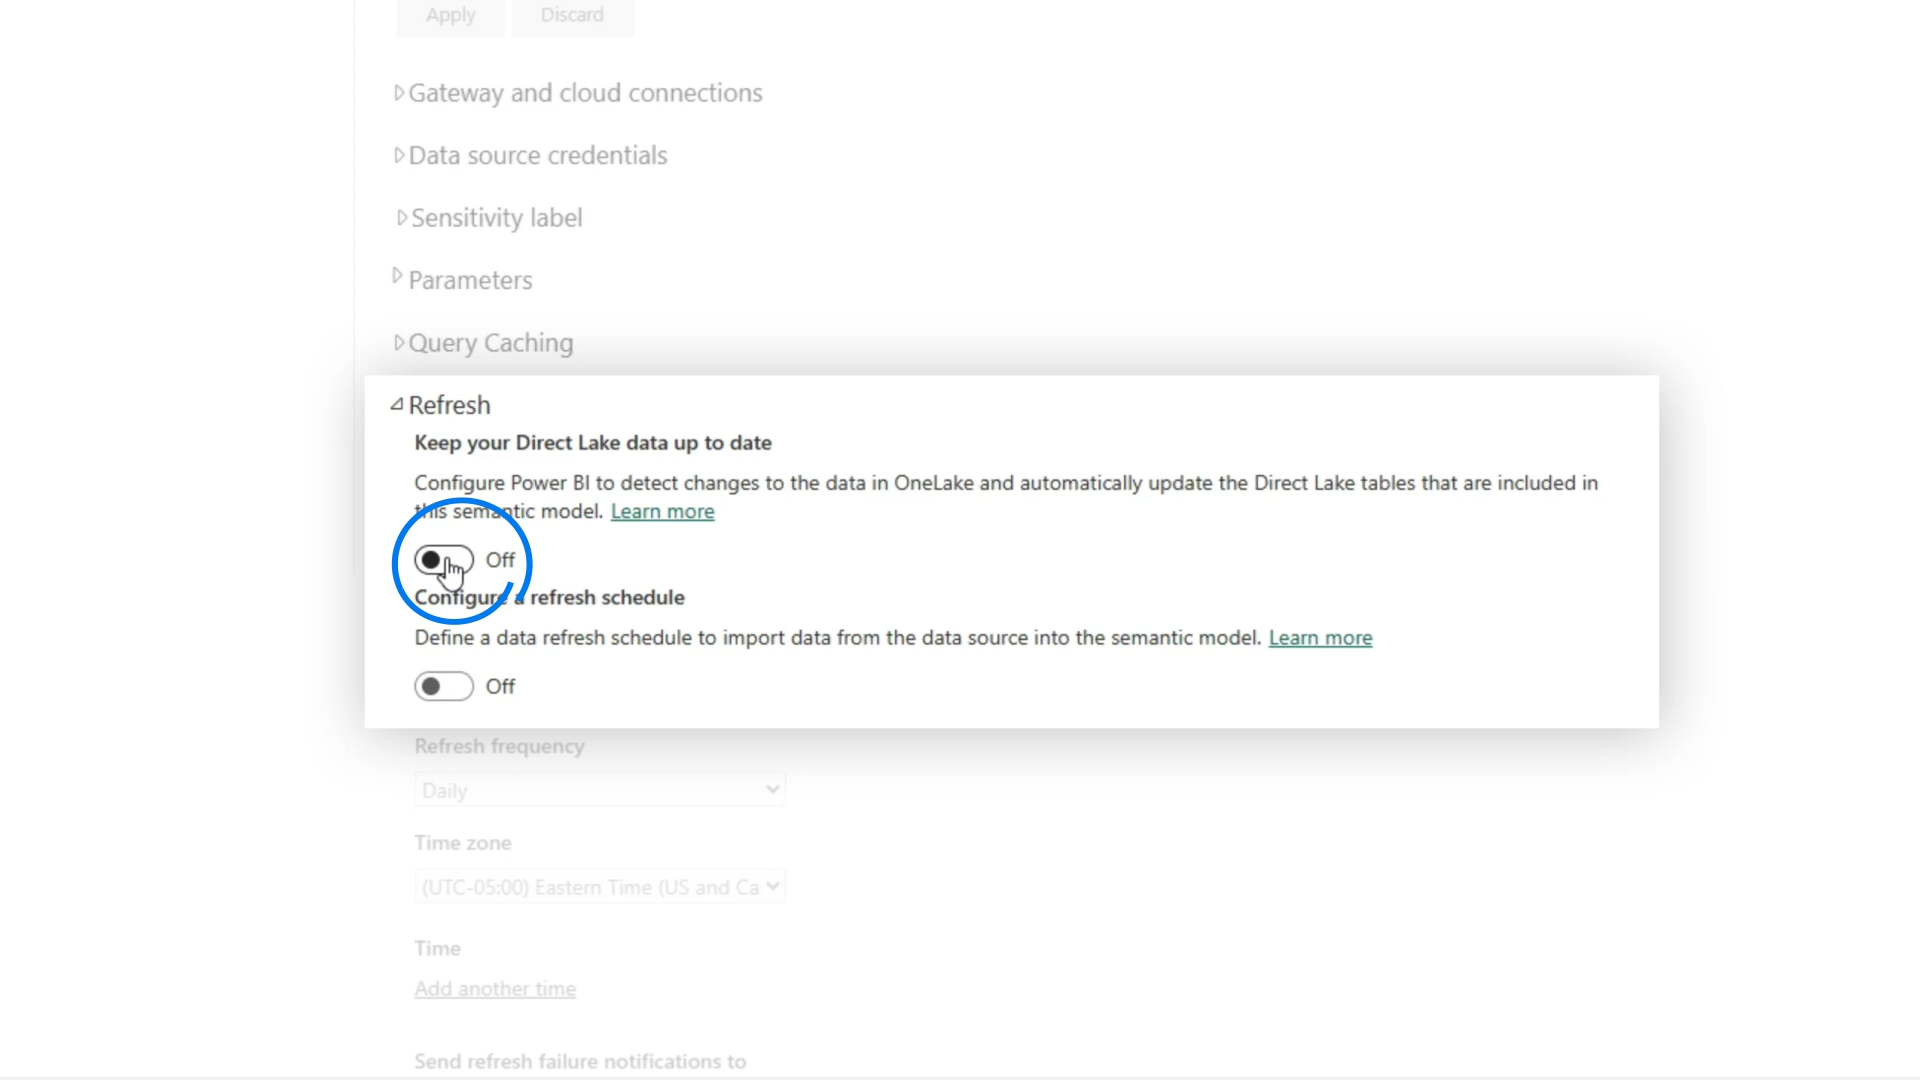 Apply
Discard
Gateway and cloud connections
Data source credentials
Sensitivity label
Parameters
Query Caching
Refresh
Keep your Direct Lake data up to date
Configure Power BI to detect changes to the data in OneLake and automatically update the Direct Lake tables that are included in
this semantic model. Learn more
Off
Configure a refresh schedule
Define a data refresh schedule to import data from the data source into the semantic model. Learn more
Off
Refresh frequency
Daily
Time zone
(UTC-05:00) Eastern Time (US and Ca
Time
Add another time
Send refresh failure notifications to